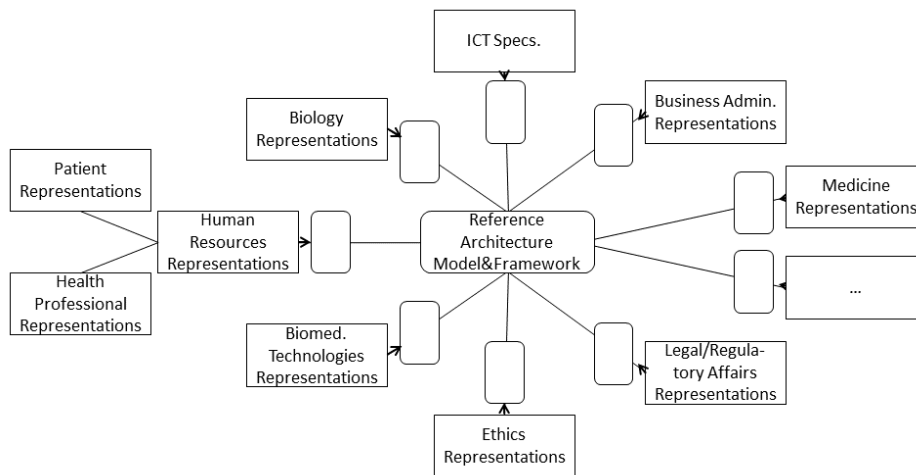 ICT Specs.
Biology
Representations
Business Admin.
Representations
Patient
Representations
Medicine
Representations
Human
Resources
Representations
Reference
Architecture
Model&Framework
Health
Professional
Representations
...
Biomed.
Technologies
Representations
Legal/Regula-
tory Affairs
Representations
Ethics
Representations